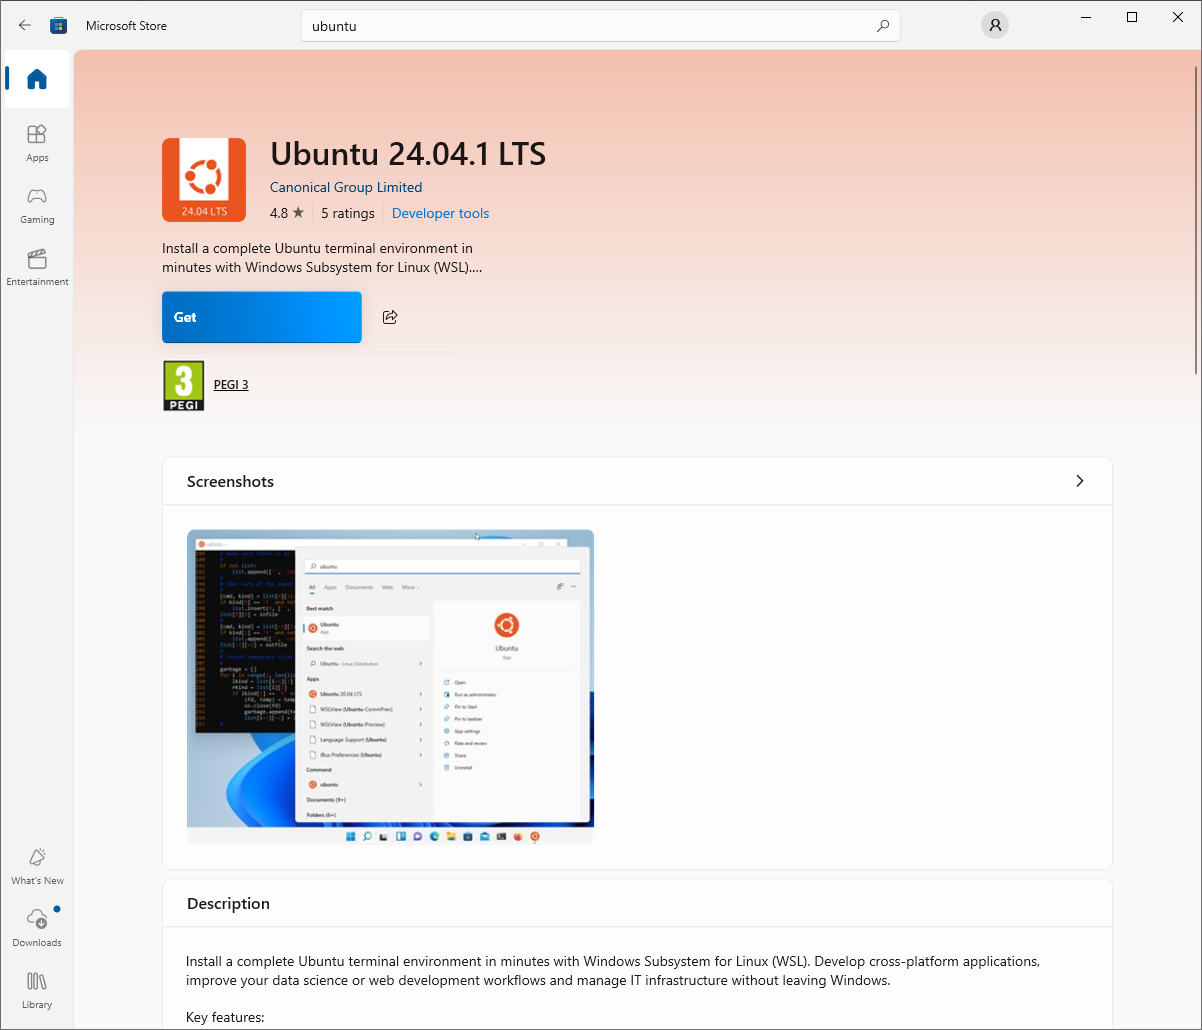 Microsoft Store
ubuntu
Apps
Gaming
Entertainment
What's New
Downloads
Library
24.04 LTS
Ubuntu 24.04.1 LTS
Canonical Group Limited
4.8 ★ 5 ratings Developer tools
Install a complete Ubuntu terminal environment in
minutes with Windows Subsystem for Linux (WSL)....
Get
3
PEGI
PEGI 3
Screenshots
ubuntu
All Apps Documents Web More
Best match
Ubuntu
App
Search the web
Ubuntu - Linux Distribution
Apps
Ubuntu 20.04 LTS
WSLView (Ubuntu-CommPrev)
WSLView (Ubuntu-Preview)
Language Support (Ubuntu)
IBus Preferences (Ubuntu)
Command
ubuntu
Documents (9+)
Folders (6+)
Ubuntu
App
Open
Run as administrator
Pin to Start
Pin to taskbar
App settings
Rate and review
Share
Uninstall
Description
Install a complete Ubuntu terminal environment in minutes with Windows Subsystem for Linux (WSL). Develop cross-platform applications,
improve your data science or web development workflows and manage IT infrastructure without leaving Windows.
Key features: